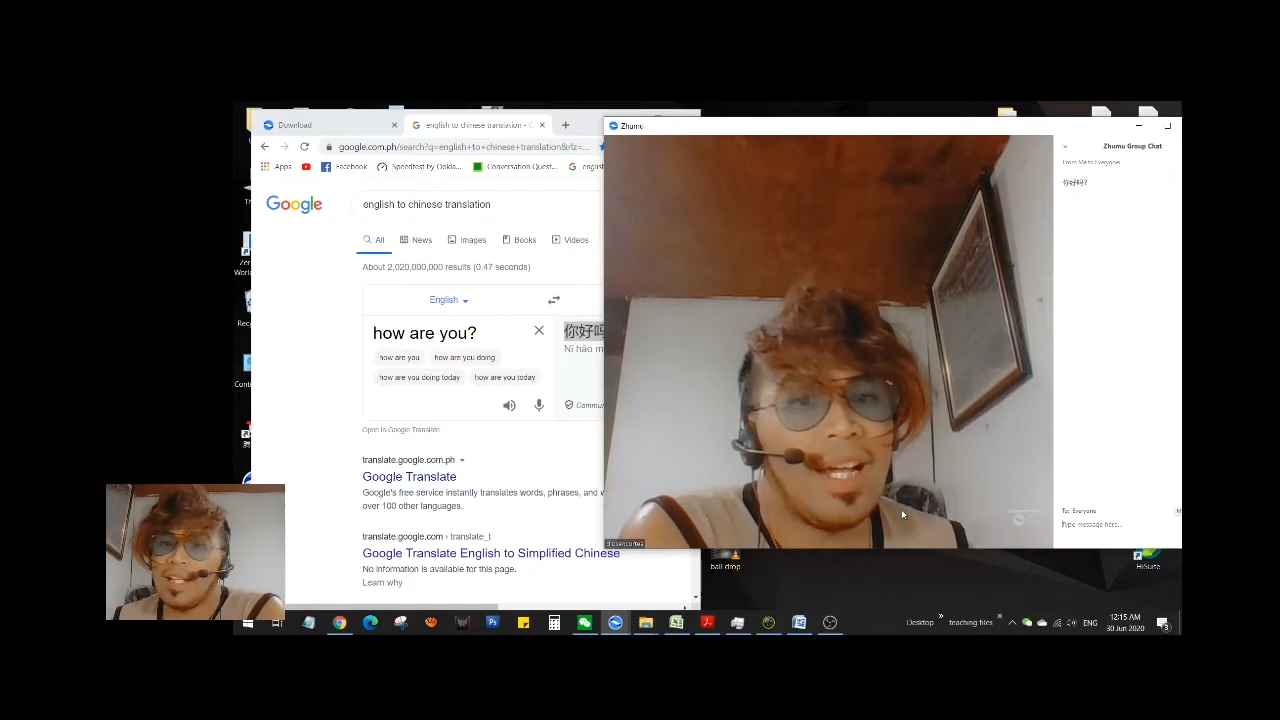 Download
english to chinese translation - G
google.com.ph/search?q=english+to+chinese+translation&rlz=...
Apps
Facebook
Speedtest by Ookla...
Conversation Quest...
Google
english to chinese translation
All
News
Images
Books
Videos
About 2,020,000,000 results (0.47 seconds)
English
how are you?
how are you
how are you doing
how are you doing today
how are you today
你好吗
Nǐ hǎo m
Open in Google Translate
translate.google.com.ph
Google Translate
Google's free service instantly translates words, phrases, and
over 100 other languages.
translate.google.com › translate_t
Google Translate English to Simplified Chinese
No information is available for this page.
Learn why
Zhumu
Zhumu Group Chat
From Me to Everyone:
你好吗?
To: Everyone
Type message here...
ball drop
HiSuite
Desktop
teaching files
ENG
12:15 AM
30 Jun 2020
3